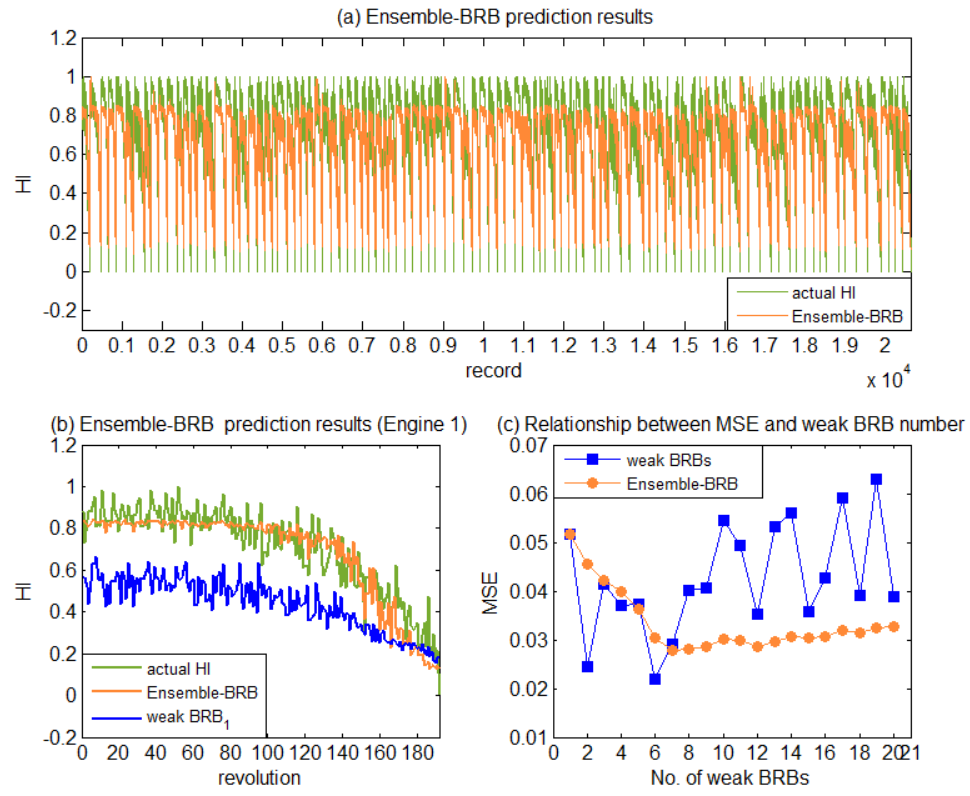 (a) Ensemble-BRB prediction results
1.2
1
0.8
0.6
0.4
0.2
0
-0.2
HI
actual HI
Ensemble-BRB
0 0.1 0.2 0.3 0.4 0.5 0.6 0.7 0.8 0.9 1 1.1 1.2 1.3 1.4 1.5 1.6 1.7 1.8 1.9 2
record
x 10^4
(b) Ensemble-BRB prediction results (Engine 1)
1.2
1
0.8
0.6
0.4
0.2
0
-0.2
HI
actual HI
Ensemble-BRB
weak BRB1
0 20 40 60 80 100 120 140 160 180
revolution
(c) Relationship between MSE and weak BRB number
0.07
0.06
0.05
0.04
0.03
0.02
0.01
MSE
weak BRBs
Ensemble-BRB
0 2 4 6 8 10 12 14 16 18 20 21
No. of weak BRBs